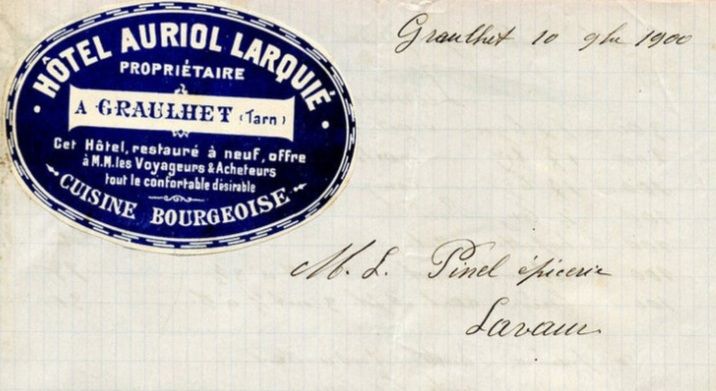 HÔTEL AURIOL LARQUIÉ
PROPRIÉTAIRE
A GRAULHET (Tarn)
Cet Hôtel, restauré à neuf, offre
à M.M. les Voyageurs & Acheteurs
tout le confortable désirable
CUISINE BOURGEOISE
Graulhet 10 9bre 1900
M. L. Pinel épicerie
Lavaur